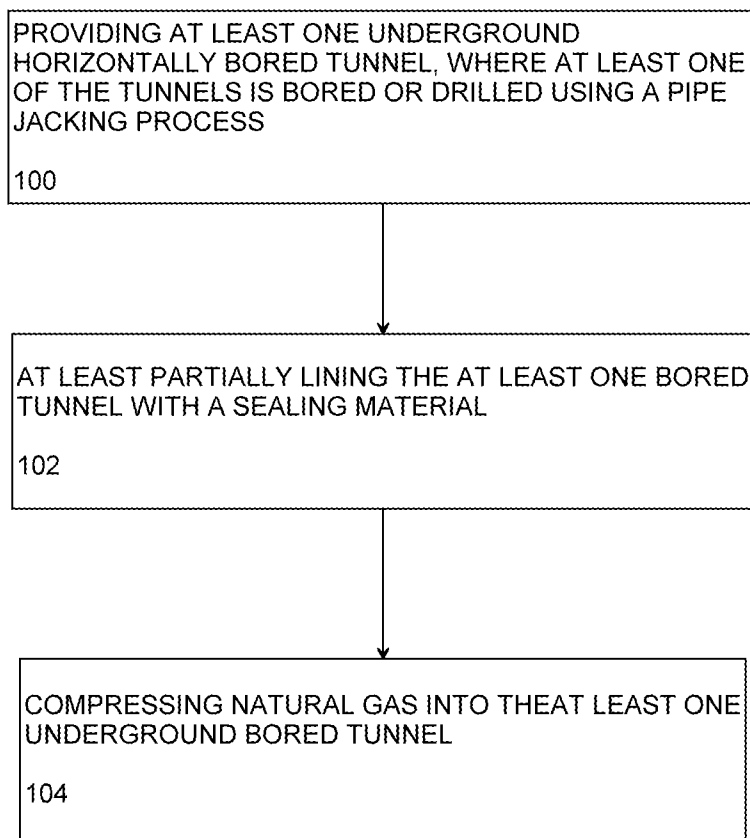 PROVIDING AT LEAST ONE UNDERGROUND
HORIZONTALLY BORED TUNNEL, WHERE AT LEAST ONE
OF THE TUNNELS IS BORED OR DRILLED USING A PIPE
JACKING PROCESS
100
AT LEAST PARTIALLY LINING THE AT LEAST ONE BORED
TUNNEL WITH A SEALING MATERIAL
102
COMPRESSING NATURAL GAS INTO THEAT LEAST ONE
UNDERGROUND BORED TUNNEL
104